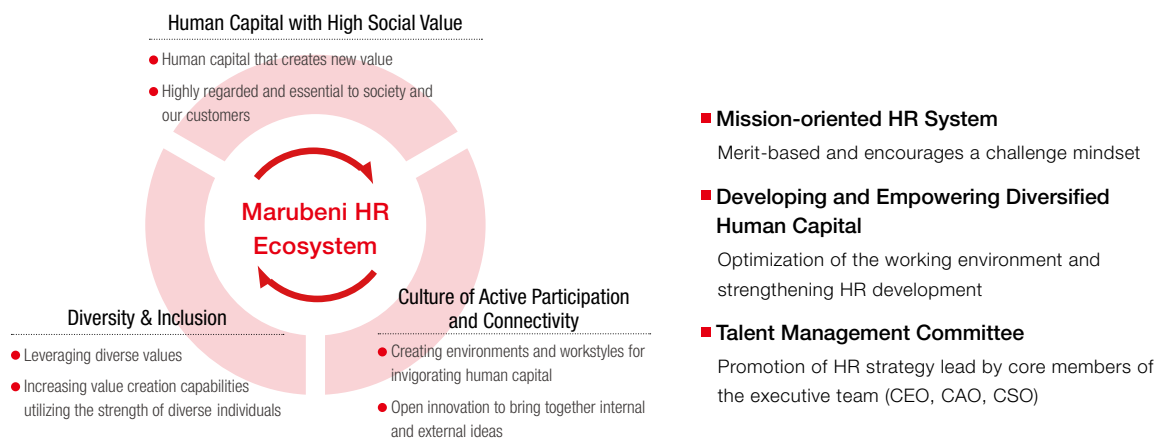 Human Capital with High Social Value
● Human capital that creates new value
● Highly regarded and essential to society and
our customers
Marubeni HR
Ecosystem
Diversity & Inclusion
● Leveraging diverse values
● Increasing value creation capabilities
utilizing the strength of diverse individuals
Culture of Active Participation
and Connectivity
● Creating environments and workstyles for
invigorating human capital
● Open innovation to bring together internal
and external ideas
■ Mission-oriented HR System
Merit-based and encourages a challenge mindset
■ Developing and Empowering Diversified
Human Capital
Optimization of the working environment and
strengthening HR development
■ Talent Management Committee
Promotion of HR strategy lead by core members of
the executive team (CEO, CAO, CSO)